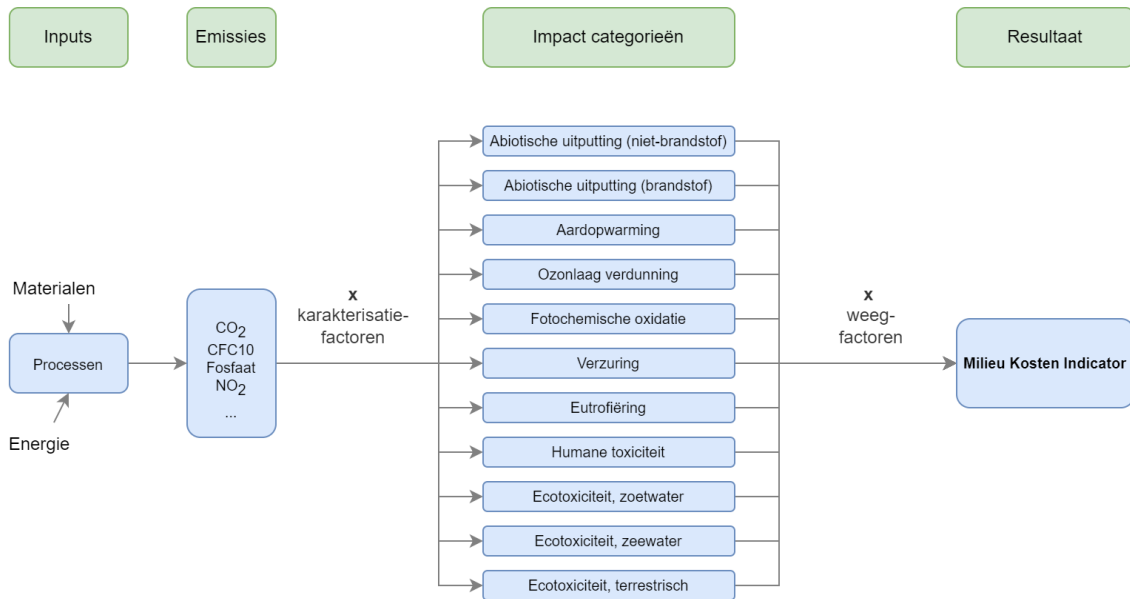 Inputs
Emissies
Impact categorieën
Resultaat
Materialen
Processen
Energie
CO2
CFC10
Fosfaat
NO2
...
x
karakterisatie-
factoren
Abiotische uitputting (niet-brandstof)
Abiotische uitputting (brandstof)
Aardopwarming
Ozonlaag verdunning
Fotochemische oxidatie
Verzuring
Eutrofiëring
Humane toxiciteit
Ecotoxiciteit, zoetwater
Ecotoxiciteit, zeewater
Ecotoxiciteit, terrestrisch
x
weeg-
factoren
Milieu Kosten Indicator